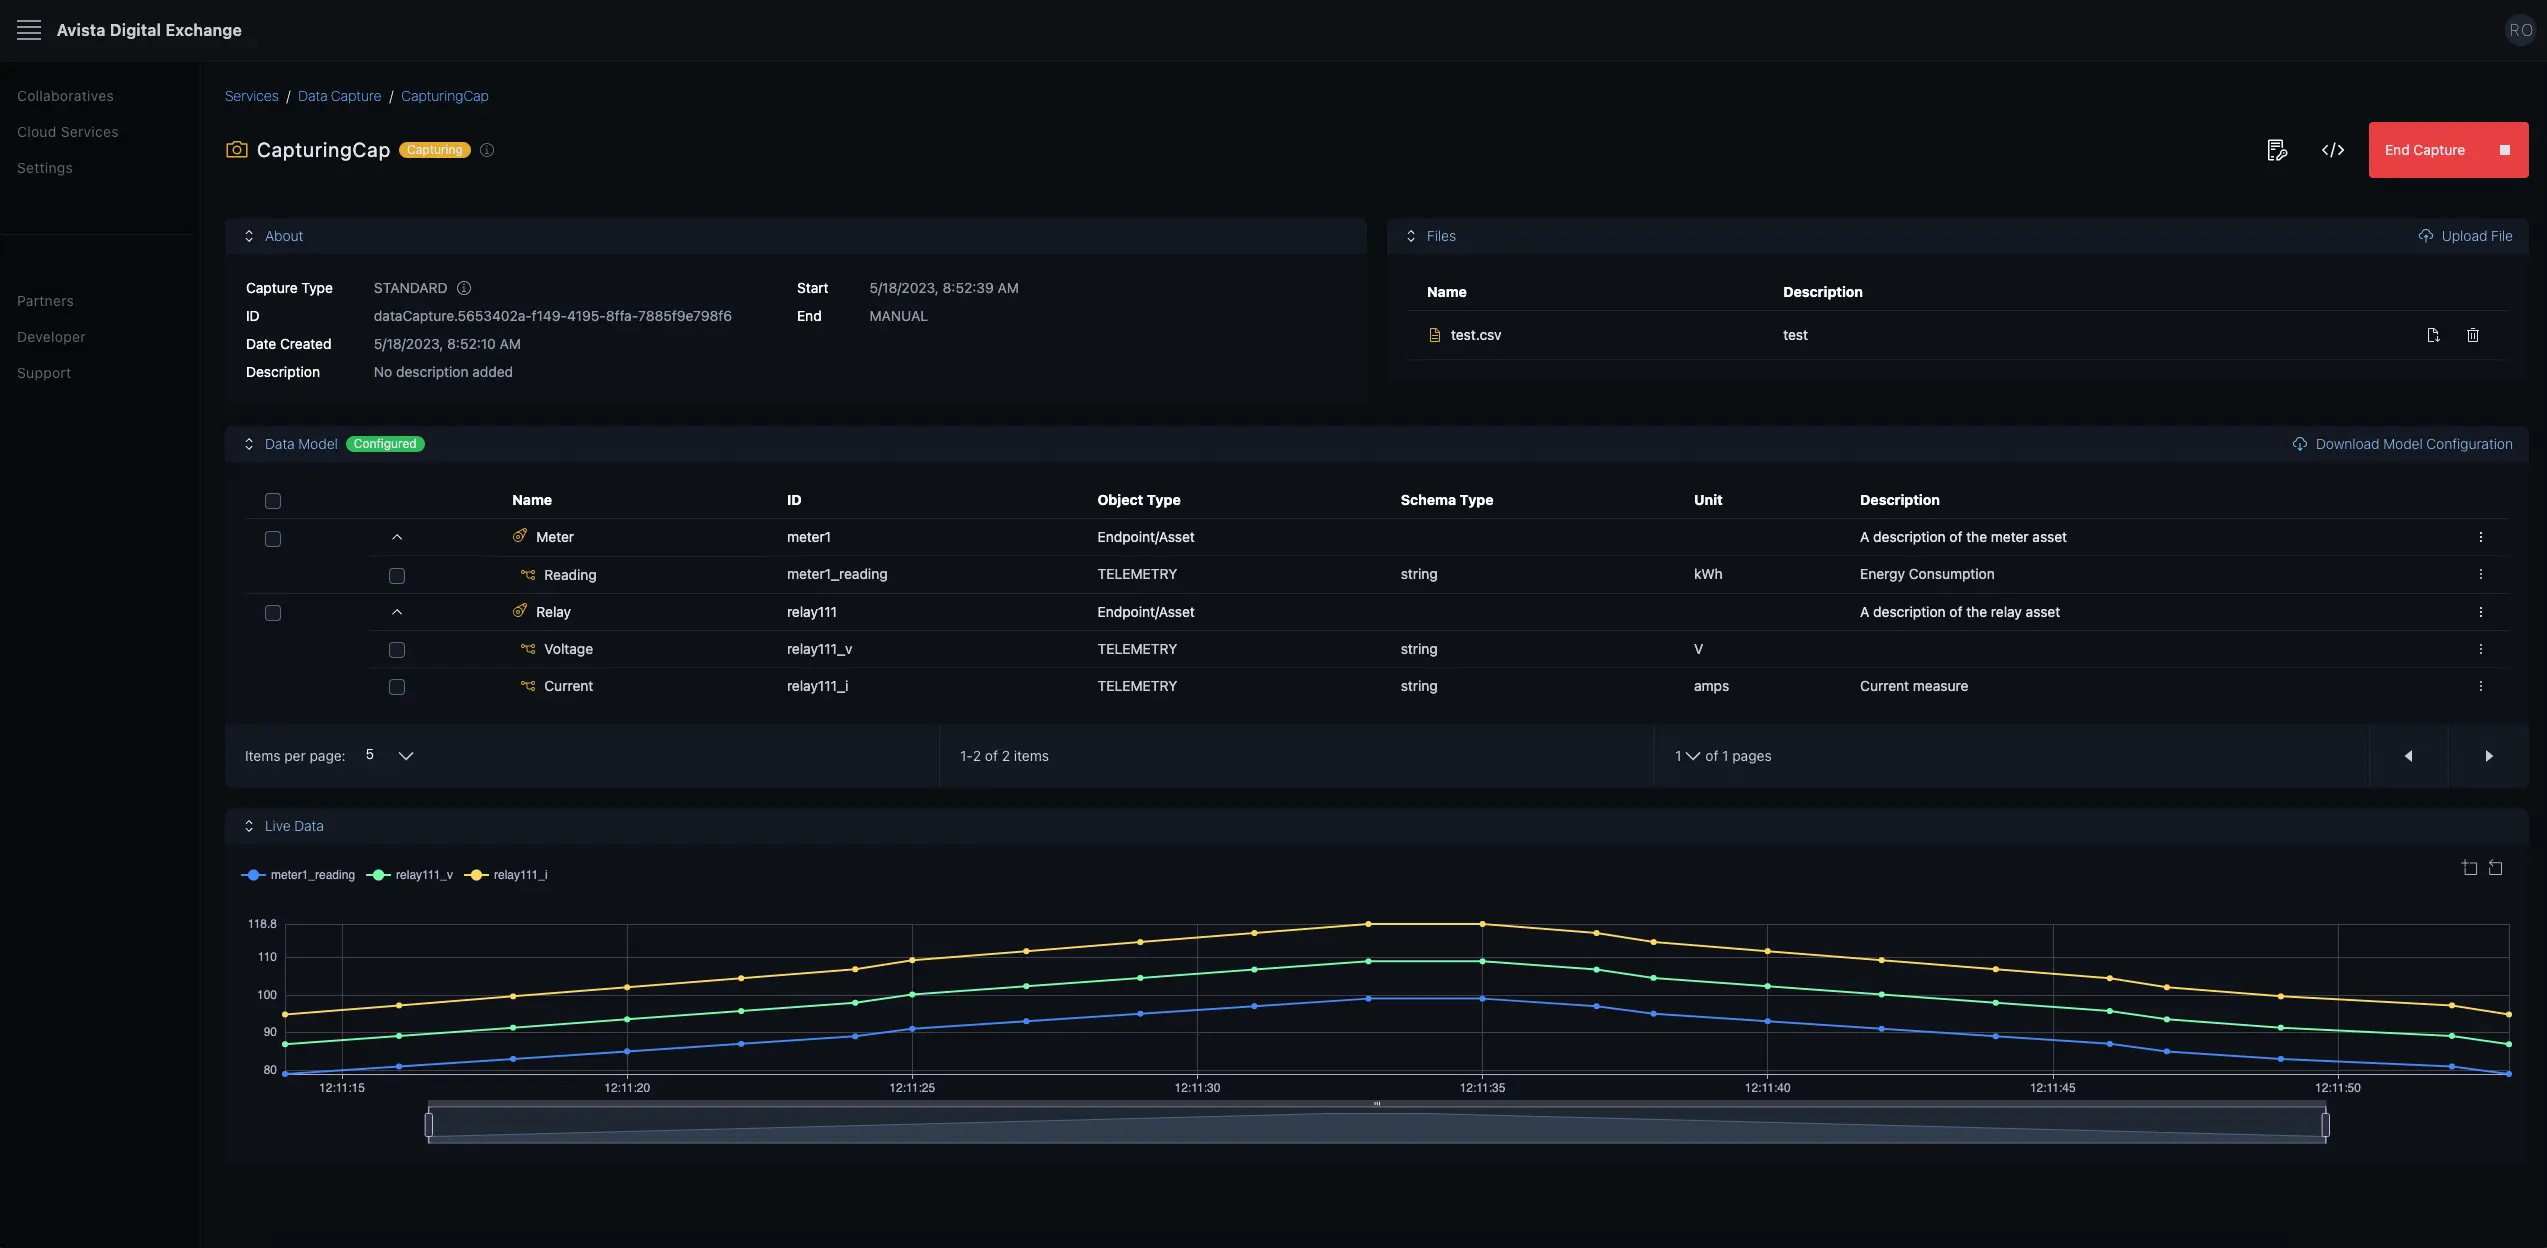 Avista Digital Exchange
RO
Collaboratives
Cloud Services
Settings
Partners
Developer
Support
Services / Data Capture / CapturingCap
CapturingCap Capturing
</>
End Capture
About
Capture Type STANDARD Start 5/18/2023, 8:52:39 AM
ID dataCapture.5653402a-f149-4195-8ffa-7885f9e798f6 End MANUAL
Date Created 5/18/2023, 8:52:10 AM
Description No description added
Files Upload File
Name Description
test.csv test
Data Model Configured Download Model Configuration
Name ID Object Type Schema Type Unit Description
Meter meter1 Endpoint/Asset A description of the meter asset
Reading meter1_reading TELEMETRY string kWh Energy Consumption
Relay relay111 Endpoint/Asset A description of the relay asset
Voltage relay111_v TELEMETRY string V
Current relay111_i TELEMETRY string amps Current measure
Items per page: 5 1-2 of 2 items 1 of 1 pages
Live Data
meter1_reading relay111_v relay111_i
118.8
110
100
90
80
12:11:15 12:11:20 12:11:25 12:11:30 12:11:35 12:11:40 12:11:45 12:11:50